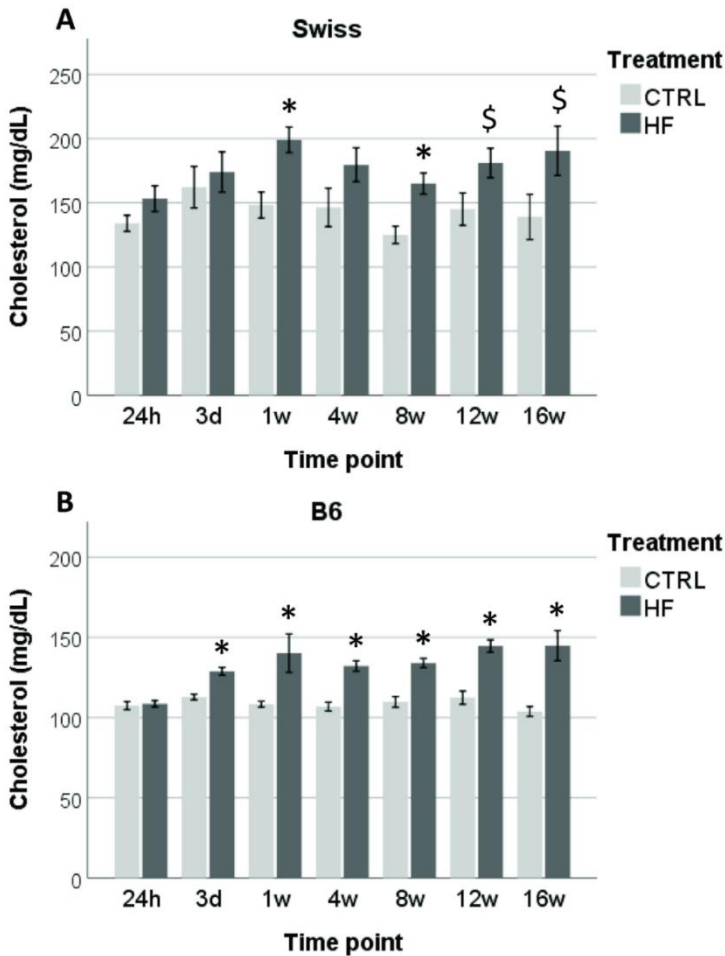 A
Swiss
Treatment
CTRL
HF
Cholesterol (mg/dL)
250
200
150
100
50
0
*
*
$
$
24h 3d 1w 4w 8w 12w 16w
Time point
B
B6
Treatment
CTRL
HF
Cholesterol (mg/dL)
200
150
100
50
0
* * * * * *
24h 3d 1w 4w 8w 12w 16w
Time point